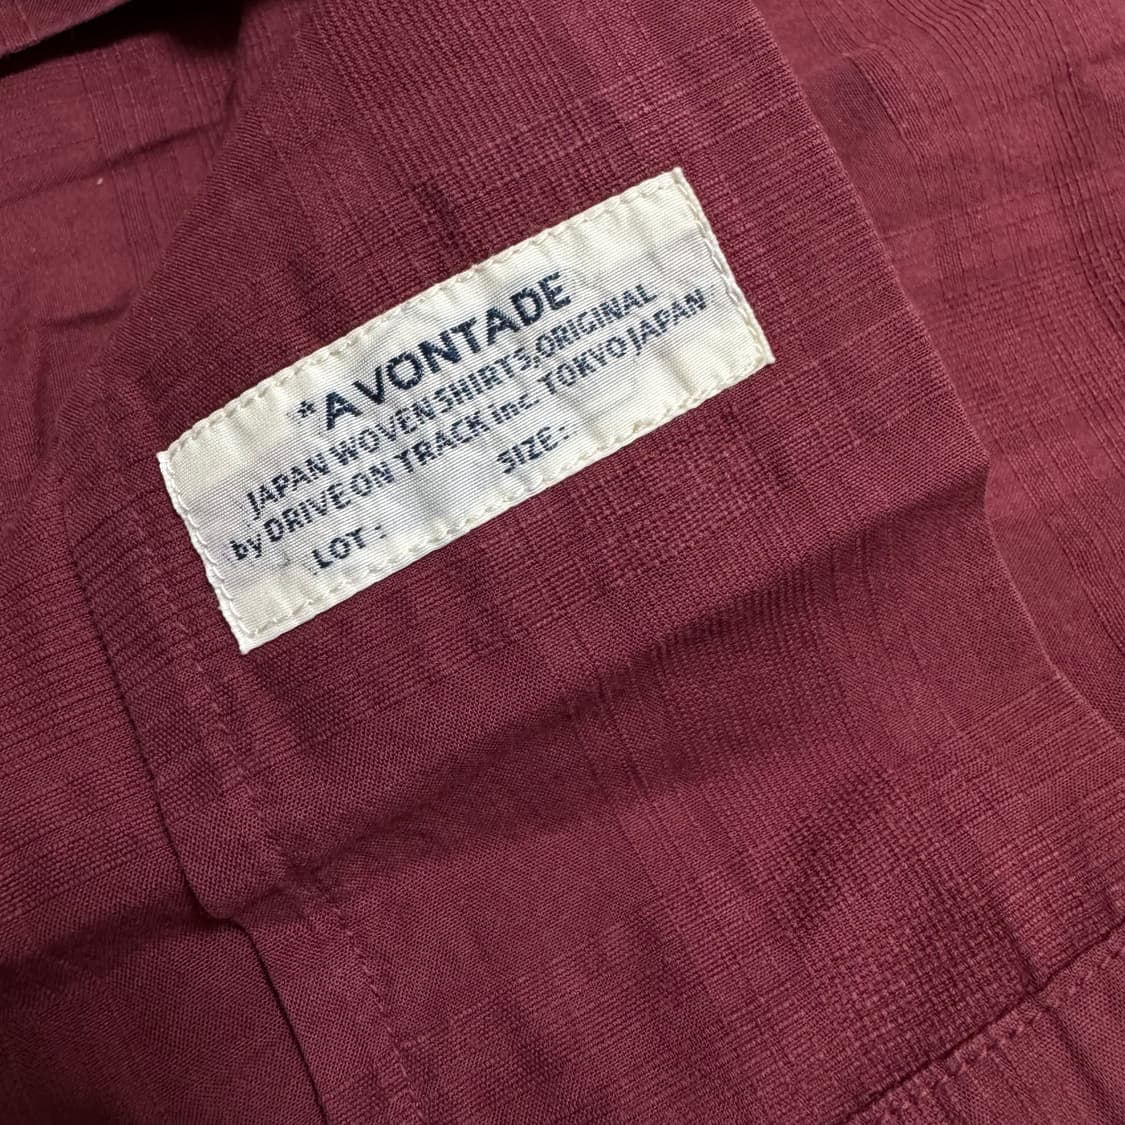 *AVONTADE
JAPAN WOVEN SHIRTS, ORIGINAL
by DRIVE ON TRACK inc. TOKYO JAPAN
LOT : SIZE: